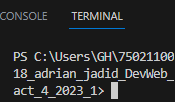 CONSOLE TERMINAL
PS C:\Users\GH\75021100
18_adrian_jadid_DevWeb_
act_4_2023_1>